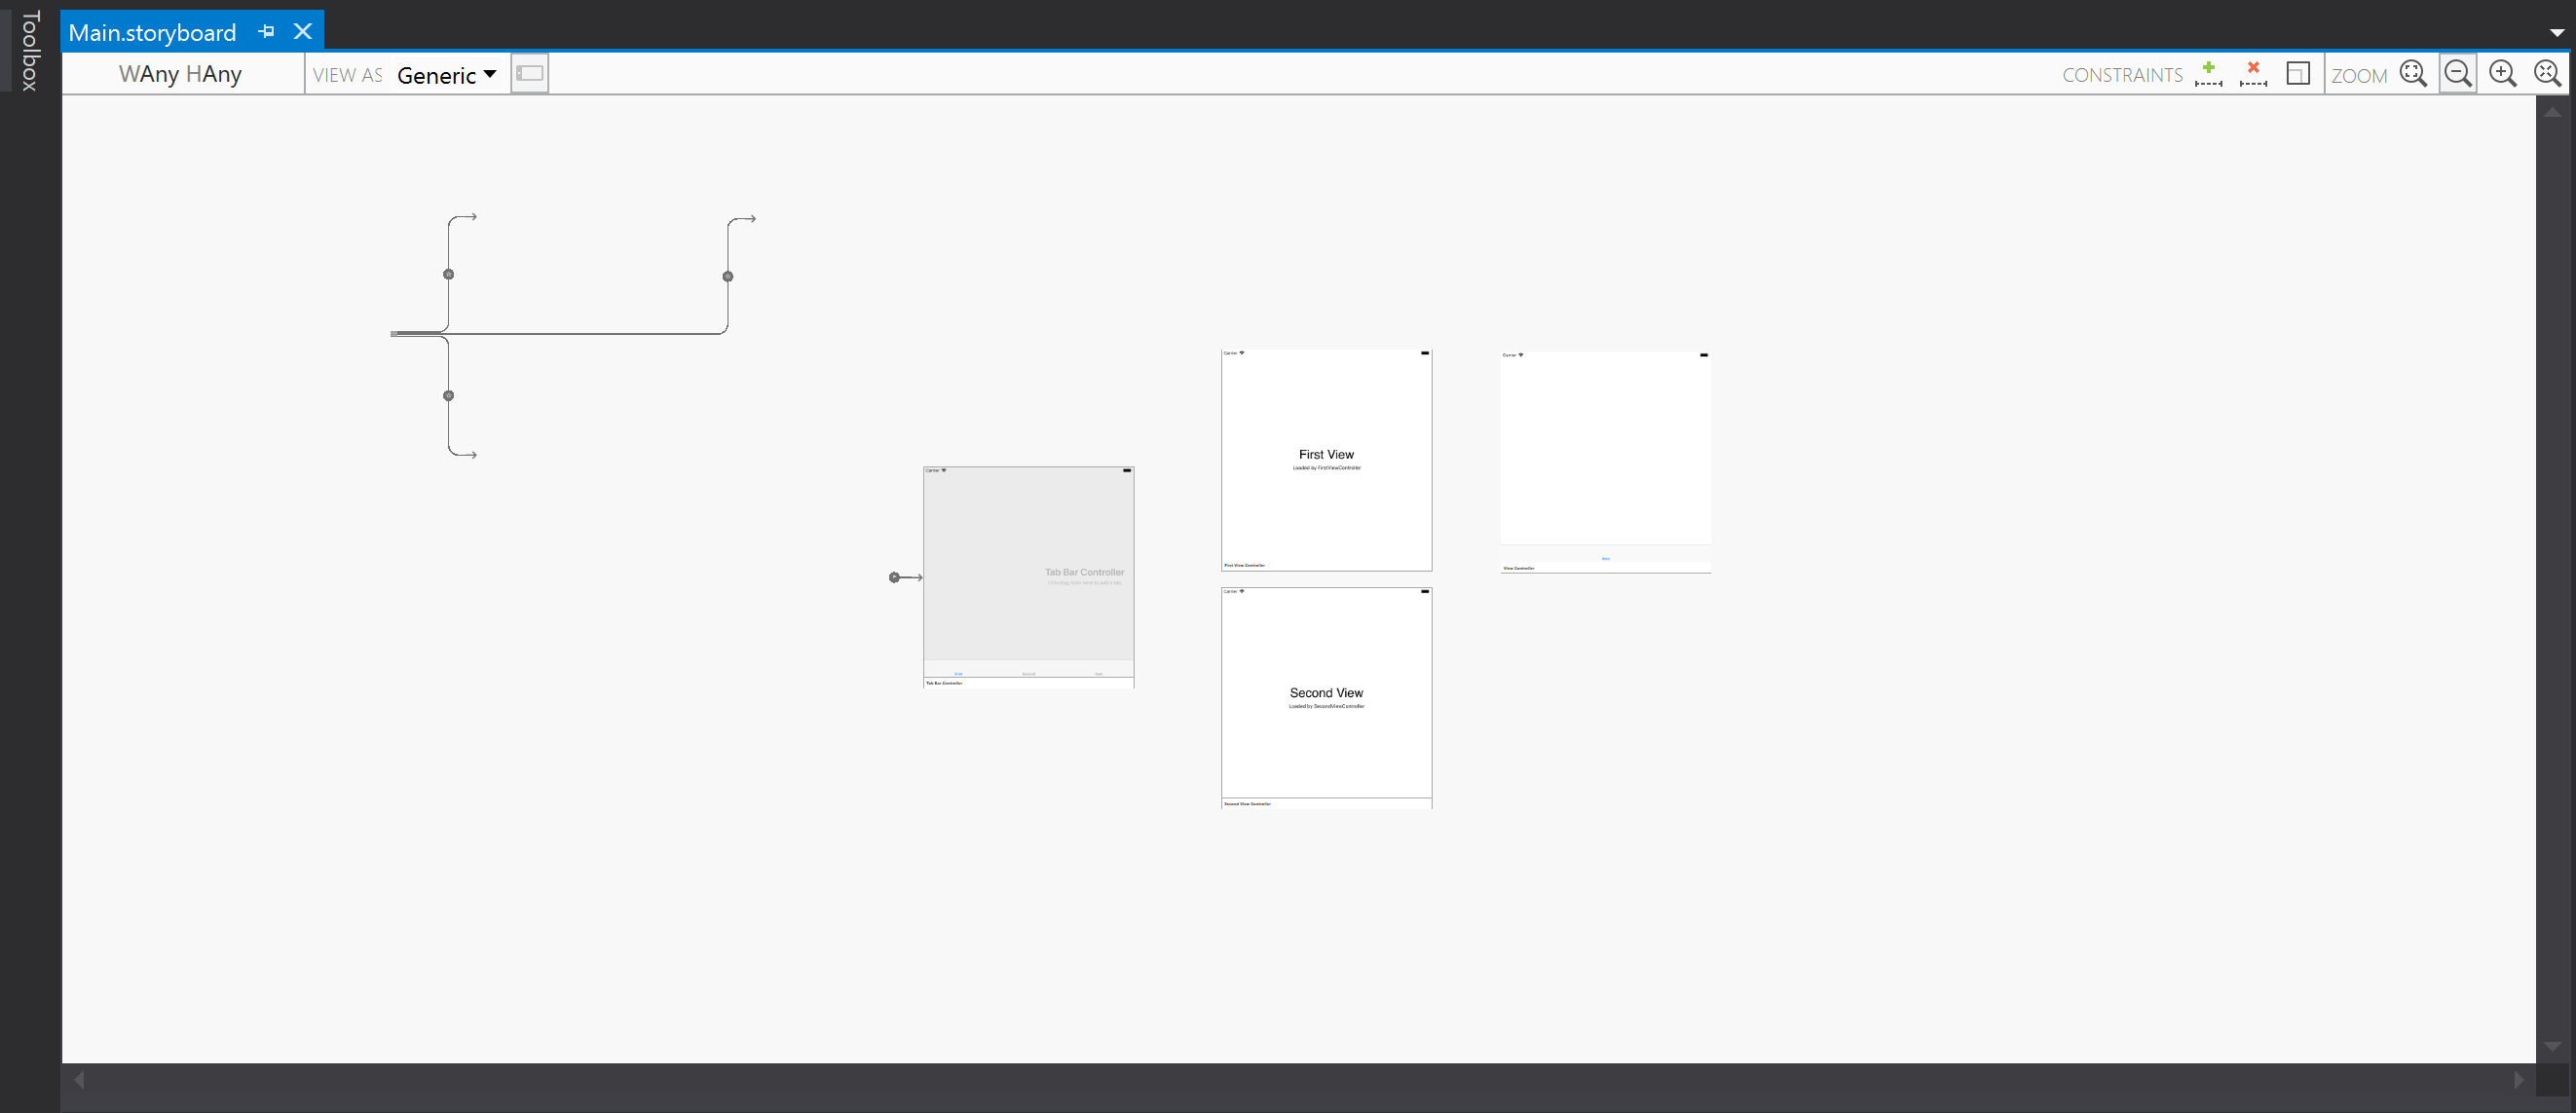 Toolbox
Main.storyboard
WAny HAny
VIEW AS
Generic
CONSTRAINTS
ZOOM
Carrier
First View
Loaded by FirstViewController
First View Controller
Carrier
View Controller
Carrier
Tab Bar Controller
Tab Bar Controller
Carrier
Second View
Loaded by SecondViewController
Second View Controller